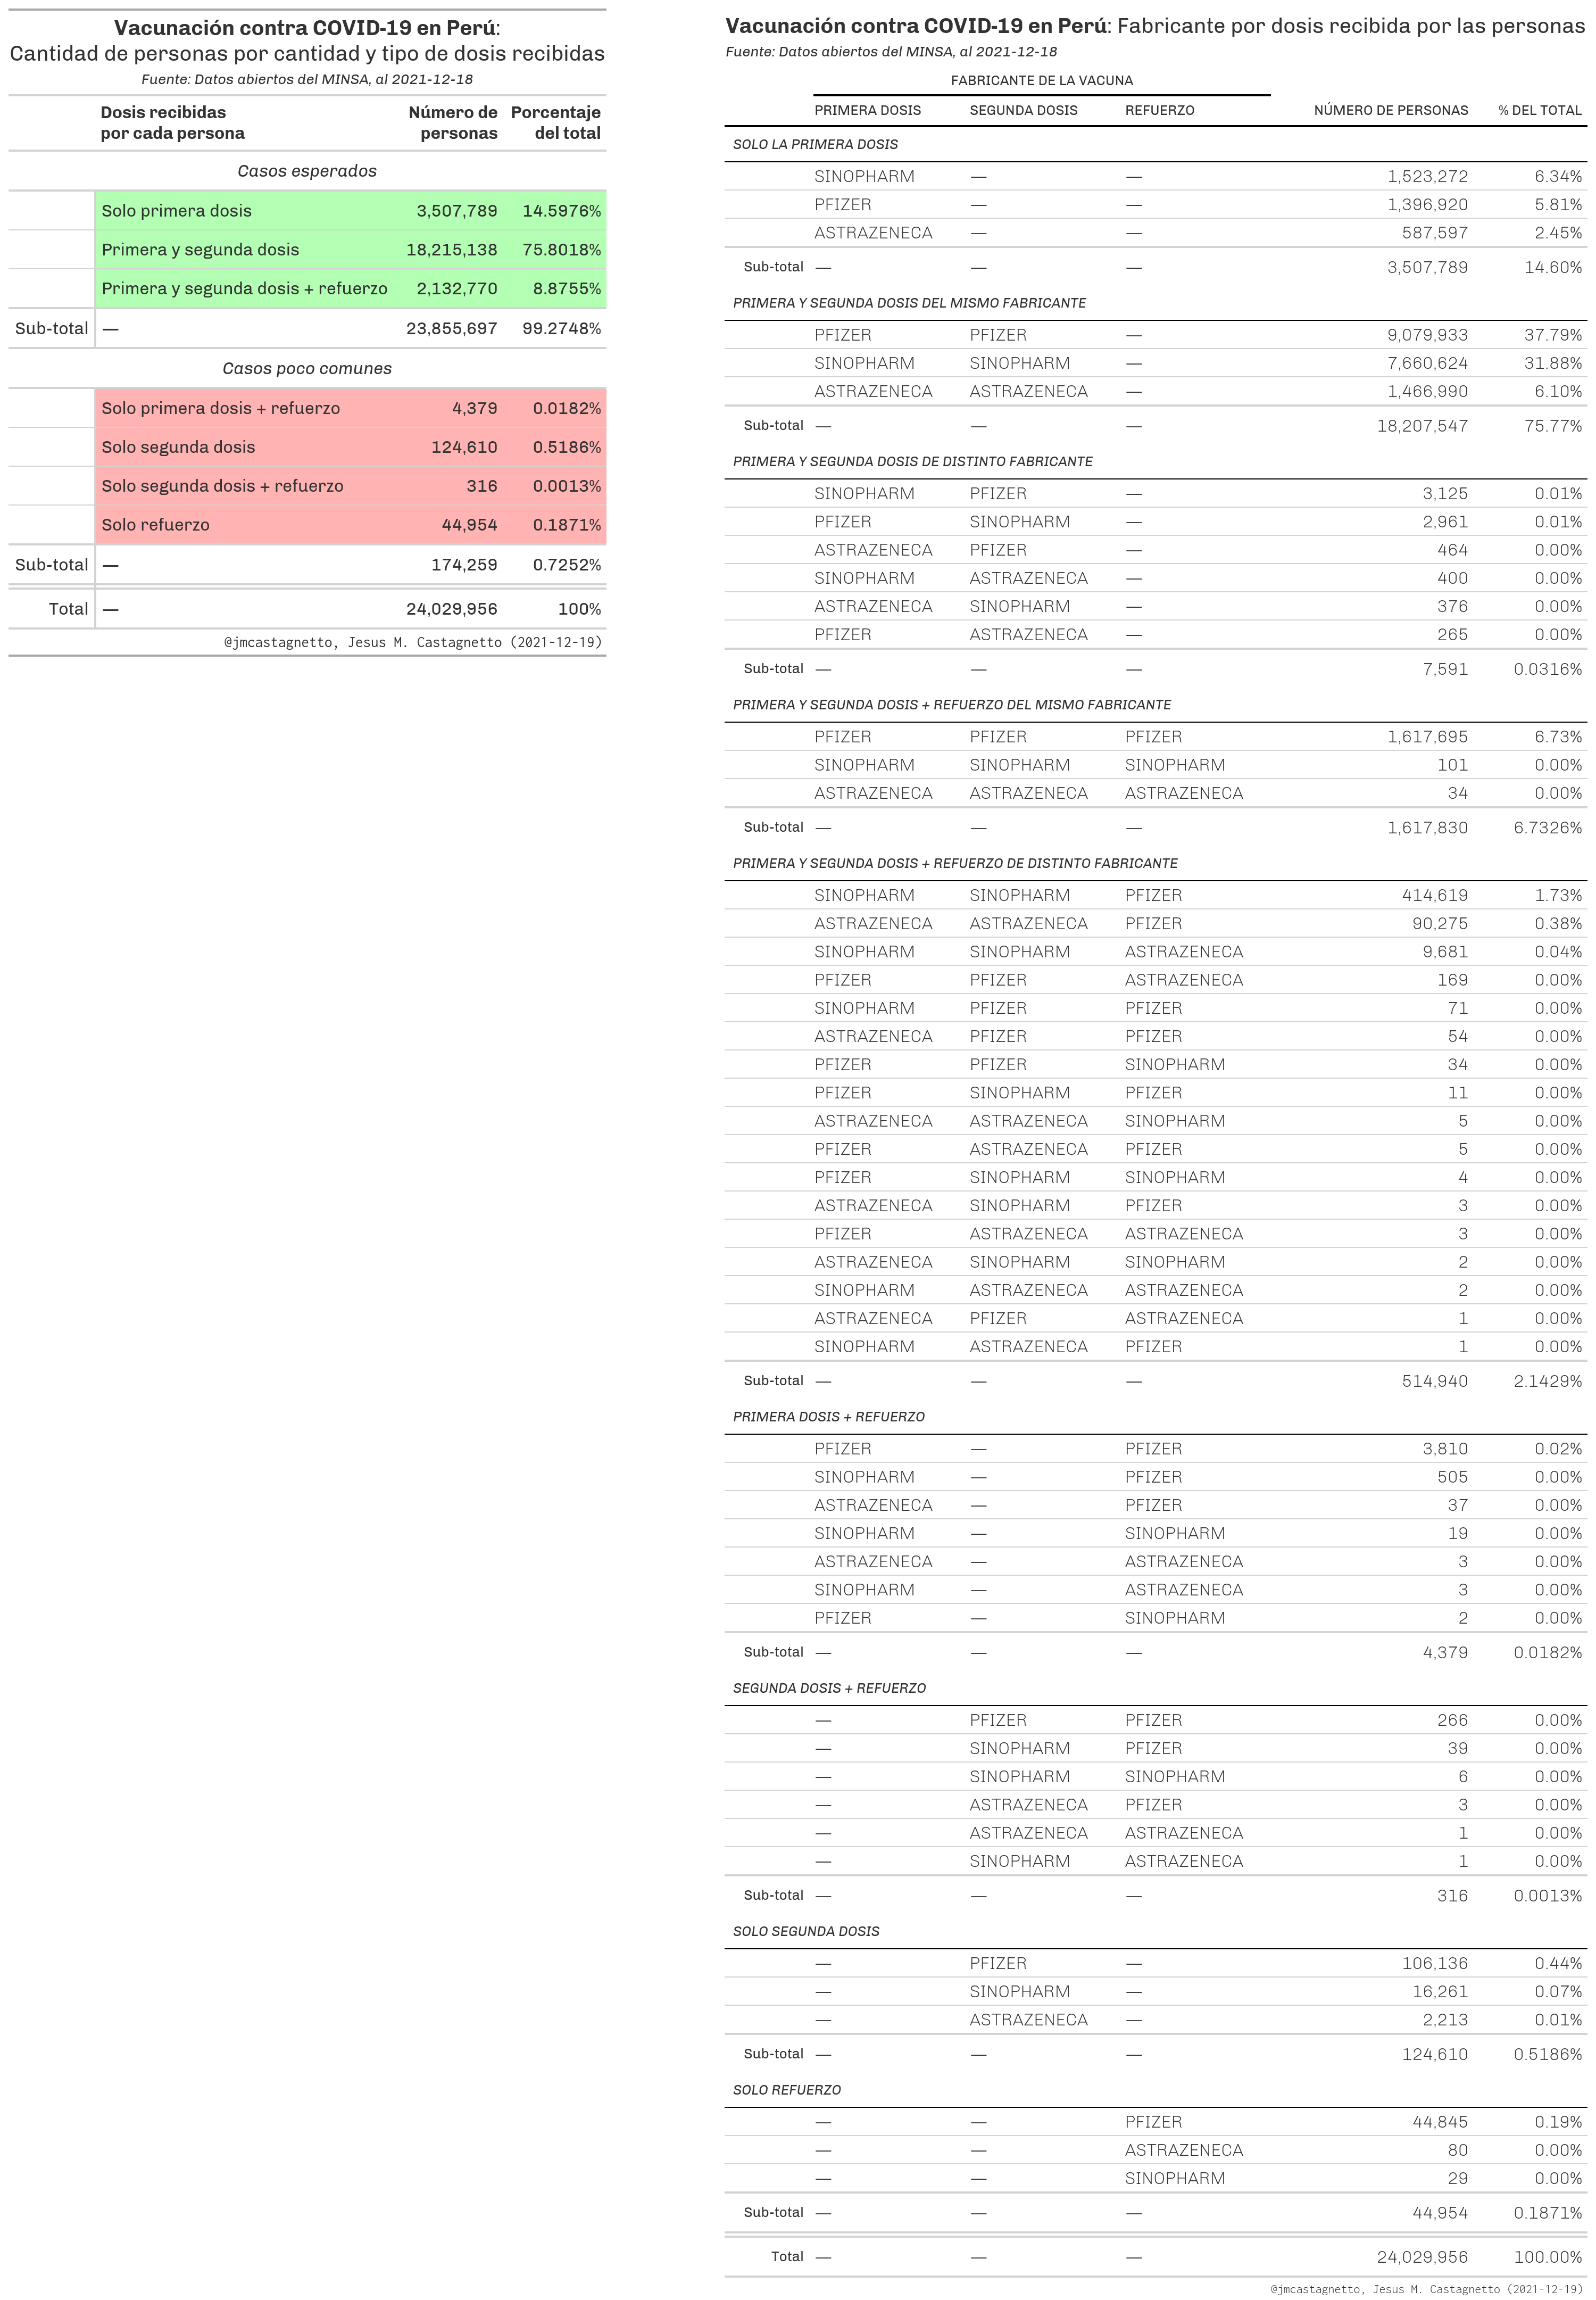 Vacunación contra COVID-19 en Perú:
Cantidad de personas por cantidad y tipo de dosis recibidas
Fuente: Datos abiertos del MINSA, al 2021-12-18
Dosis recibidas por cada persona Número de personas Porcentaje del total
Casos esperados
Solo primera dosis 3,507,789 14.5976%
Primera y segunda dosis 18,215,138 75.8018%
Primera y segunda dosis + refuerzo 2,132,770 8.8755%
Sub-total — 23,855,697 99.2748%
Casos poco comunes
Solo primera dosis + refuerzo 4,379 0.0182%
Solo segunda dosis 124,610 0.5186%
Solo segunda dosis + refuerzo 316 0.0013%
Solo refuerzo 44,954 0.1871%
Sub-total — 174,259 0.7252%
Total — 24,029,956 100%
@jmcastagnetto, Jesus M. Castagnetto (2021-12-19)
Vacunación contra COVID-19 en Perú: Fabricante por dosis recibida por las personas
Fuente: Datos abiertos del MINSA, al 2021-12-18
FABRICANTE DE LA VACUNA
PRIMERA DOSIS SEGUNDA DOSIS REFUERZO NÚMERO DE PERSONAS % DEL TOTAL
SOLO LA PRIMERA DOSIS
SINOPHARM — — 1,523,272 6.34%
PFIZER — — 1,396,920 5.81%
ASTRAZENECA — — 587,597 2.45%
Sub-total — — — 3,507,789 14.60%
PRIMERA Y SEGUNDA DOSIS DEL MISMO FABRICANTE
PFIZER PFIZER — 9,079,933 37.79%
SINOPHARM SINOPHARM — 7,660,624 31.88%
ASTRAZENECA ASTRAZENECA — 1,466,990 6.10%
Sub-total — — — 18,207,547 75.77%
PRIMERA Y SEGUNDA DOSIS DE DISTINTO FABRICANTE
SINOPHARM PFIZER — 3,125 0.01%
PFIZER SINOPHARM — 2,961 0.01%
ASTRAZENECA PFIZER — 464 0.00%
SINOPHARM ASTRAZENECA — 400 0.00%
ASTRAZENECA SINOPHARM — 376 0.00%
PFIZER ASTRAZENECA — 265 0.00%
Sub-total — — — 7,591 0.0316%
PRIMERA Y SEGUNDA DOSIS + REFUERZO DEL MISMO FABRICANTE
PFIZER PFIZER PFIZER 1,617,695 6.73%
SINOPHARM SINOPHARM SINOPHARM 101 0.00%
ASTRAZENECA ASTRAZENECA ASTRAZENECA 34 0.00%
Sub-total — — — 1,617,830 6.7326%
PRIMERA Y SEGUNDA DOSIS + REFUERZO DE DISTINTO FABRICANTE
SINOPHARM SINOPHARM PFIZER 414,619 1.73%
ASTRAZENECA ASTRAZENECA PFIZER 90,275 0.38%
SINOPHARM SINOPHARM ASTRAZENECA 9,681 0.04%
PFIZER PFIZER ASTRAZENECA 169 0.00%
SINOPHARM PFIZER PFIZER 71 0.00%
ASTRAZENECA PFIZER PFIZER 54 0.00%
PFIZER PFIZER SINOPHARM 34 0.00%
PFIZER SINOPHARM PFIZER 11 0.00%
ASTRAZENECA ASTRAZENECA SINOPHARM 5 0.00%
PFIZER ASTRAZENECA PFIZER 5 0.00%
PFIZER SINOPHARM SINOPHARM 4 0.00%
ASTRAZENECA SINOPHARM PFIZER 3 0.00%
PFIZER ASTRAZENECA ASTRAZENECA 3 0.00%
ASTRAZENECA SINOPHARM SINOPHARM 2 0.00%
SINOPHARM ASTRAZENECA ASTRAZENECA 2 0.00%
ASTRAZENECA PFIZER ASTRAZENECA 1 0.00%
SINOPHARM ASTRAZENECA PFIZER 1 0.00%
Sub-total — — — 514,940 2.1429%
PRIMERA DOSIS + REFUERZO
PFIZER — PFIZER 3,810 0.02%
SINOPHARM — PFIZER 505 0.00%
ASTRAZENECA — PFIZER 37 0.00%
SINOPHARM — SINOPHARM 19 0.00%
ASTRAZENECA — ASTRAZENECA 3 0.00%
SINOPHARM — ASTRAZENECA 3 0.00%
PFIZER — SINOPHARM 2 0.00%
Sub-total — — — 4,379 0.0182%
SEGUNDA DOSIS + REFUERZO
— PFIZER PFIZER 266 0.00%
— SINOPHARM PFIZER 39 0.00%
— SINOPHARM SINOPHARM 6 0.00%
— ASTRAZENECA PFIZER 3 0.00%
— ASTRAZENECA ASTRAZENECA 1 0.00%
— SINOPHARM ASTRAZENECA 1 0.00%
Sub-total — — — 316 0.0013%
SOLO SEGUNDA DOSIS
— PFIZER — 106,136 0.44%
— SINOPHARM — 16,261 0.07%
— ASTRAZENECA — 2,213 0.01%
Sub-total — — — 124,610 0.5186%
SOLO REFUERZO
— — PFIZER 44,845 0.19%
— — ASTRAZENECA 80 0.00%
— — SINOPHARM 29 0.00%
Sub-total — — — 44,954 0.1871%
Total — — — 24,029,956 100.00%
@jmcastagnetto, Jesus M. Castagnetto (2021-12-19)